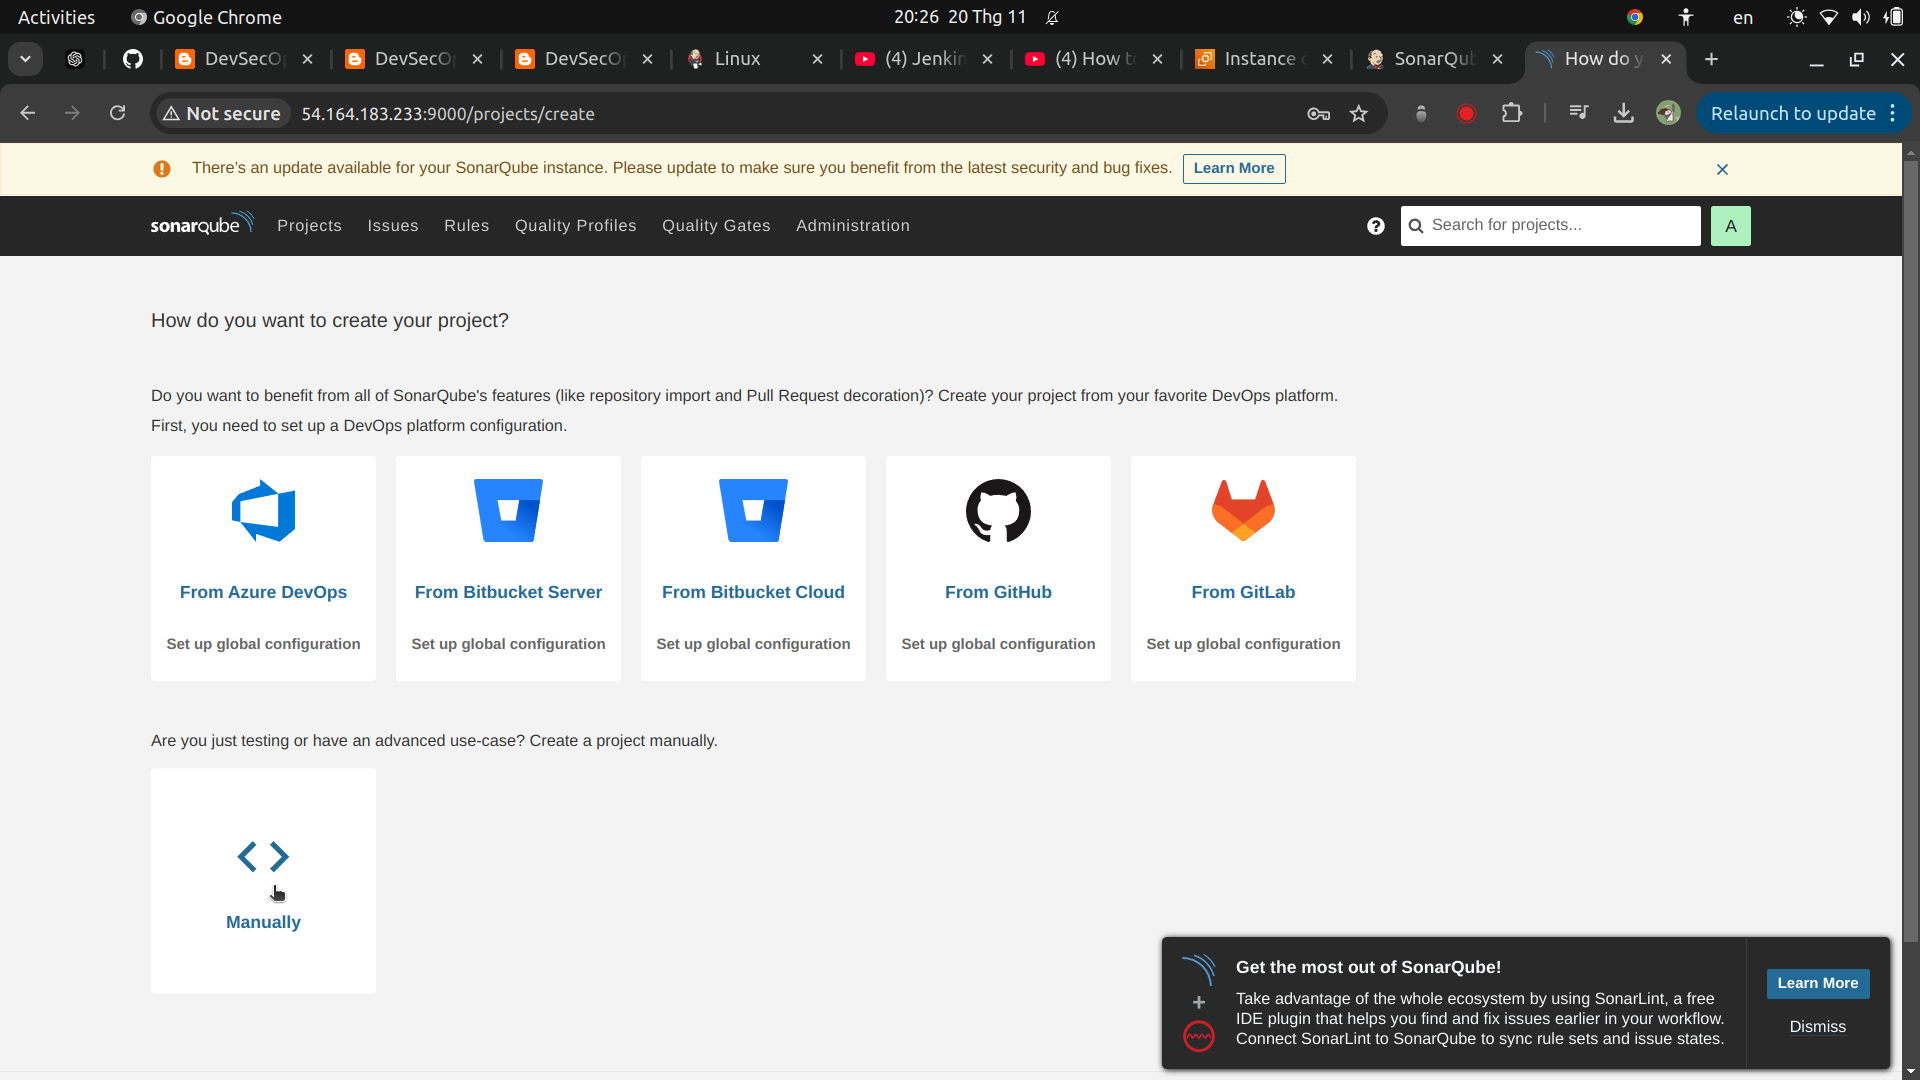 Activities
Google Chrome
20:26 20 Thg 11
en
DevSecO
DevSecO
DevSecO
Linux
(4) Jenkin
(4) How t
Instance
SonarQu
How do y
Not secure
54.164.183.233:9000/projects/create
Relaunch to update
There's an update available for your SonarQube instance. Please update to make sure you benefit from the latest security and bug fixes.
Learn More
sonarqube
Projects
Issues
Rules
Quality Profiles
Quality Gates
Administration
Search for projects...
A
How do you want to create your project?
Do you want to benefit from all of SonarQube's features (like repository import and Pull Request decoration)? Create your project from your favorite DevOps platform.
First, you need to set up a DevOps platform configuration.
From Azure DevOps
From Bitbucket Server
From Bitbucket Cloud
From GitHub
From GitLab
Set up global configuration
Set up global configuration
Set up global configuration
Set up global configuration
Set up global configuration
Are you just testing or have an advanced use-case? Create a project manually.
Manually
Get the most out of SonarQube!
Take advantage of the whole ecosystem by using SonarLint, a free
IDE plugin that helps you find and fix issues earlier in your workflow.
Connect SonarLint to SonarQube to sync rule sets and issue states.
Learn More
Dismiss